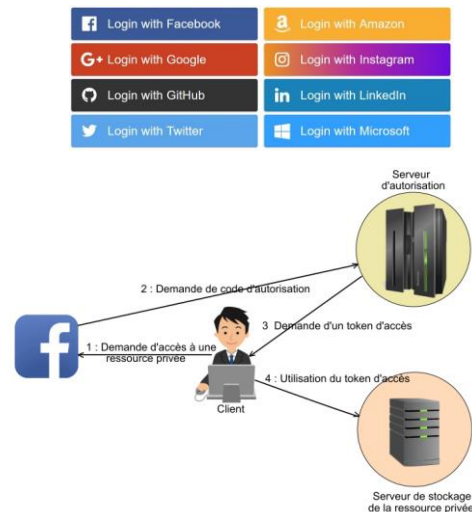 Login with Facebook
Login with Amazon
G+ Login with Google
Login with Instagram
Login with GitHub
in Login with LinkedIn
Login with Twitter
Login with Microsoft
Serveur
d'autorisation
2 : Demande de code d'autorisation
3 Demande d'un token d'accès
1 : Demande d'accès à une
ressource privée
4 : Utilisation du token d'accès
Client
Serveur de stockage
de la ressource privée